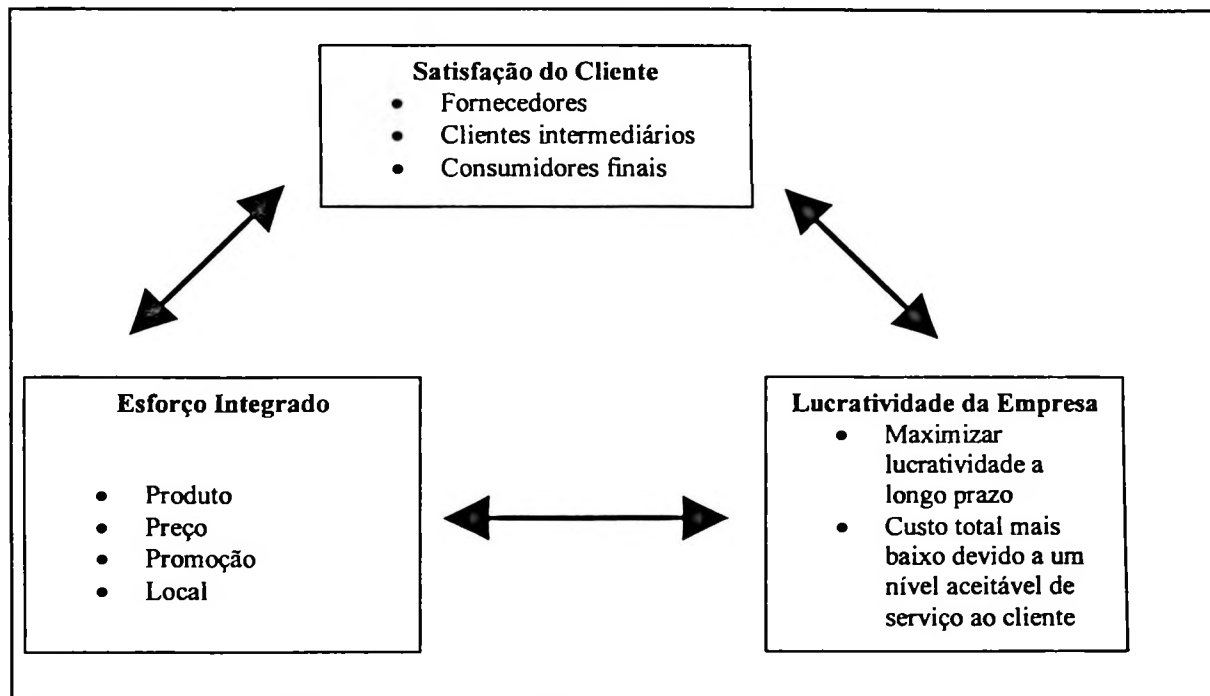 Satisfação do Cliente
• Fornecedores
• Clientes intermediários
• Consumidores finais
Esforço Integrado
• Produto
• Preço
• Promoção
• Local
Lucratividade da Empresa
• Maximizar
lucratividade a
longo prazo
• Custo total mais
baixo devido a um
nível aceitável de
serviço ao cliente